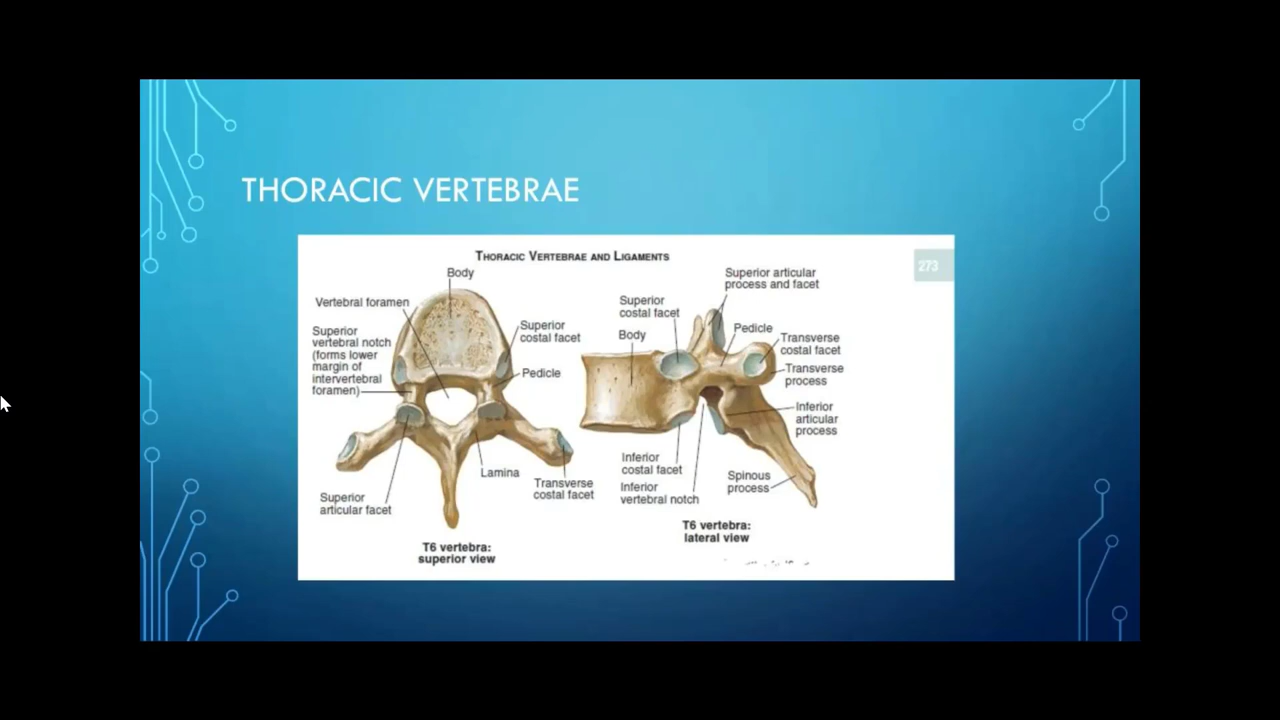 THORACIC VERTEBRAE
THORACIC VERTEBRAE AND LIGAMENTS
273
Body
Vertebral foramen
Superior
vertebral notch
(forms lower
margin of
intervertebral
foramen)
Superior
costal facet
Pedicle
Lamina
Transverse
costal facet
Superior
articular facet
T6 vertebra:
superior view
Superior articular
process and facet
Superior
costal facet
Body
Pedicle
Transverse
costal facet
Transverse
process
Inferior
articular
process
Inferior
costal facet
Inferior
vertebral notch
Spinous
process
T6 vertebra:
lateral view